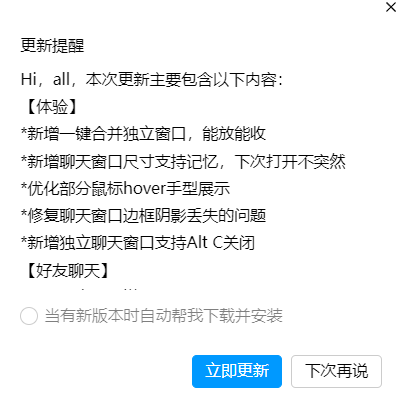 更新提醒
Hi，all，本次更新主要包含以下内容：
【体验】
*新增一键合并独立窗口，能放能收
*新增聊天窗口尺寸支持记忆，下次打开不突然
*优化部分鼠标hover手型展示
*修复聊天窗口边框阴影丢失的问题
*新增独立聊天窗口支持Alt C关闭
【好友聊天】
当有新版本时自动帮我下载并安装
立即更新
下次再说